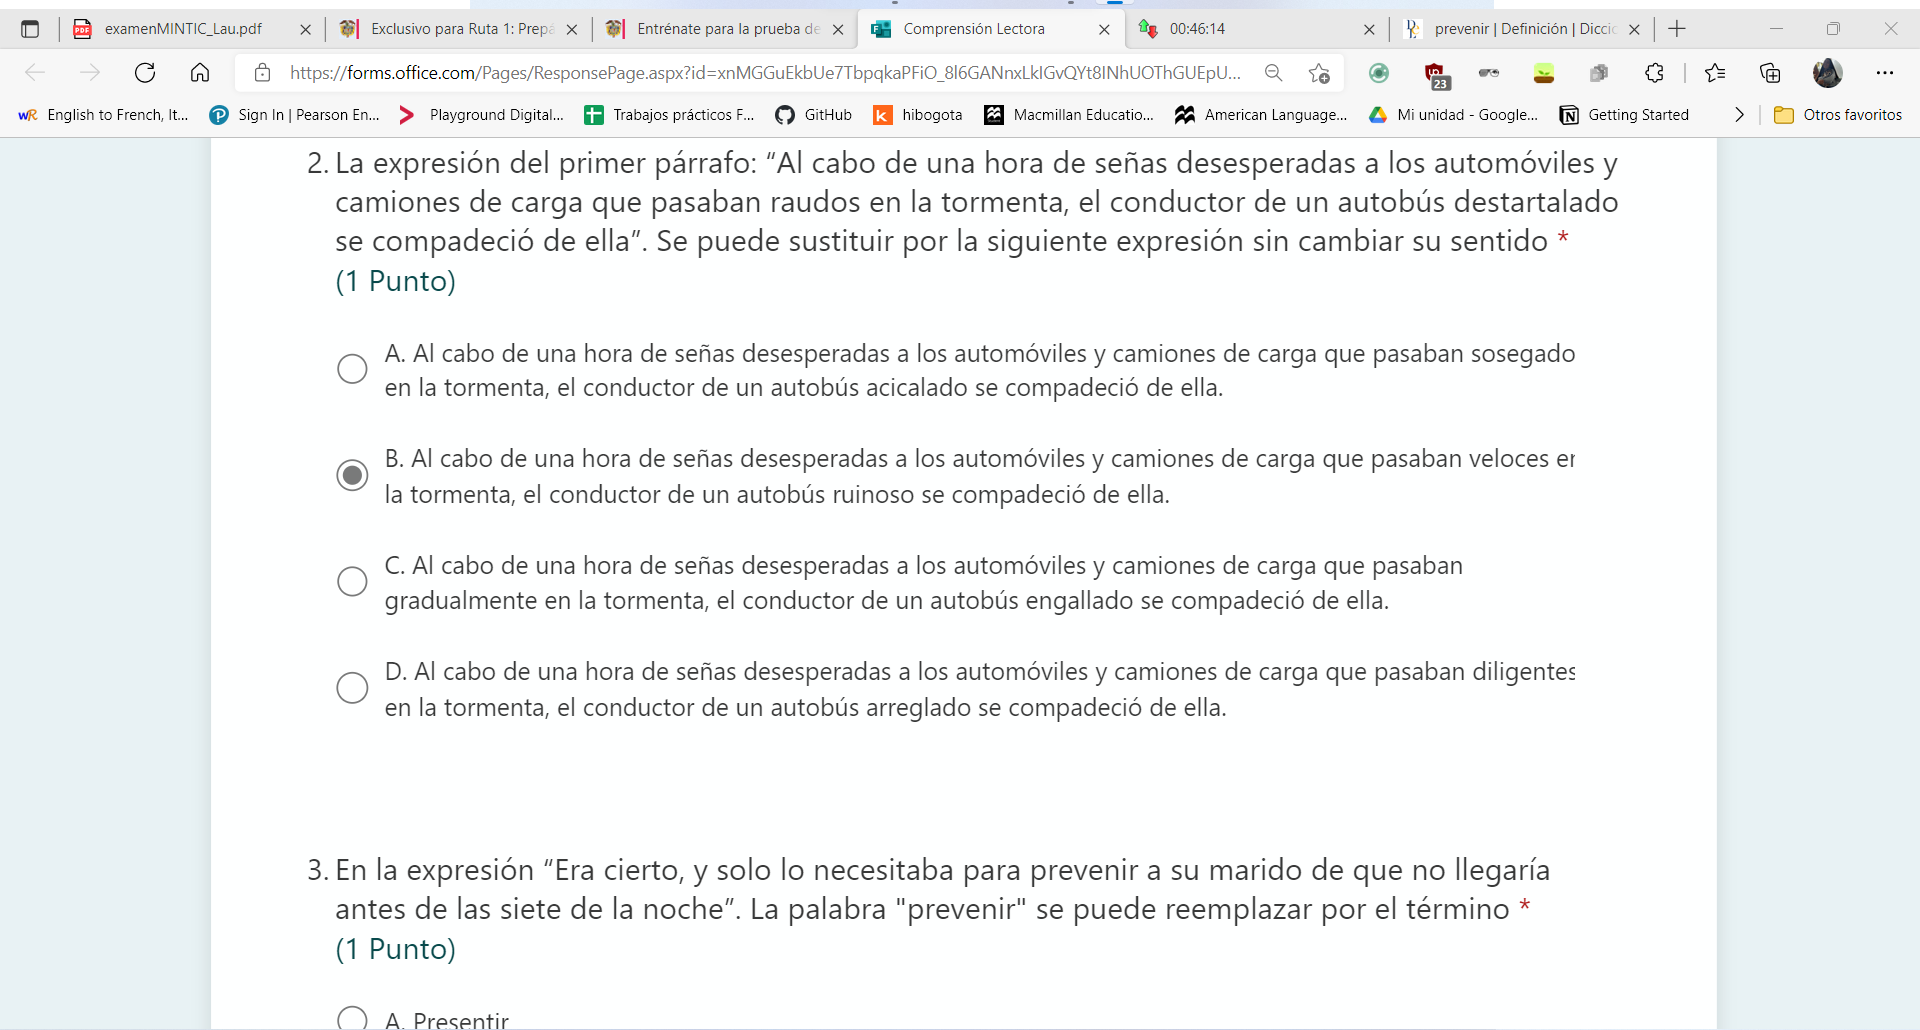 examenMINTIC_Lau.pdf
Exclusivo para Ruta 1: Prepá
Entrénate para la prueba de
Comprensión Lectora
00:46:14
prevenir | Definición | Diccio
https://forms.office.com/Pages/ResponsePage.aspx?id=xnMGGuEkbUe7TbpqkaPFiO_8l6GANnxLkIGvQYt8INhUOThGUEpU...
23
English to French, It...
Sign In | Pearson En...
Playground Digital...
Trabajos prácticos F...
GitHub
hibogota
Macmillan Educatio...
American Language...
Mi unidad - Google...
Getting Started
Otros favoritos
2. La expresión del primer párrafo: “Al cabo de una hora de señas desesperadas a los automóviles y
camiones de carga que pasaban raudos en la tormenta, el conductor de un autobús destartalado
se compadeció de ella”. Se puede sustituir por la siguiente expresión sin cambiar su sentido *
(1 Punto)
A. Al cabo de una hora de señas desesperadas a los automóviles y camiones de carga que pasaban sosegado
en la tormenta, el conductor de un autobús acicalado se compadeció de ella.
B. Al cabo de una hora de señas desesperadas a los automóviles y camiones de carga que pasaban veloces en
la tormenta, el conductor de un autobús ruinoso se compadeció de ella.
C. Al cabo de una hora de señas desesperadas a los automóviles y camiones de carga que pasaban
gradualmente en la tormenta, el conductor de un autobús engallado se compadeció de ella.
D. Al cabo de una hora de señas desesperadas a los automóviles y camiones de carga que pasaban diligentes
en la tormenta, el conductor de un autobús arreglado se compadeció de ella.
3. En la expresión “Era cierto, y solo lo necesitaba para prevenir a su marido de que no llegaría
antes de las siete de la noche”. La palabra "prevenir" se puede reemplazar por el término *
(1 Punto)
A. Presentir